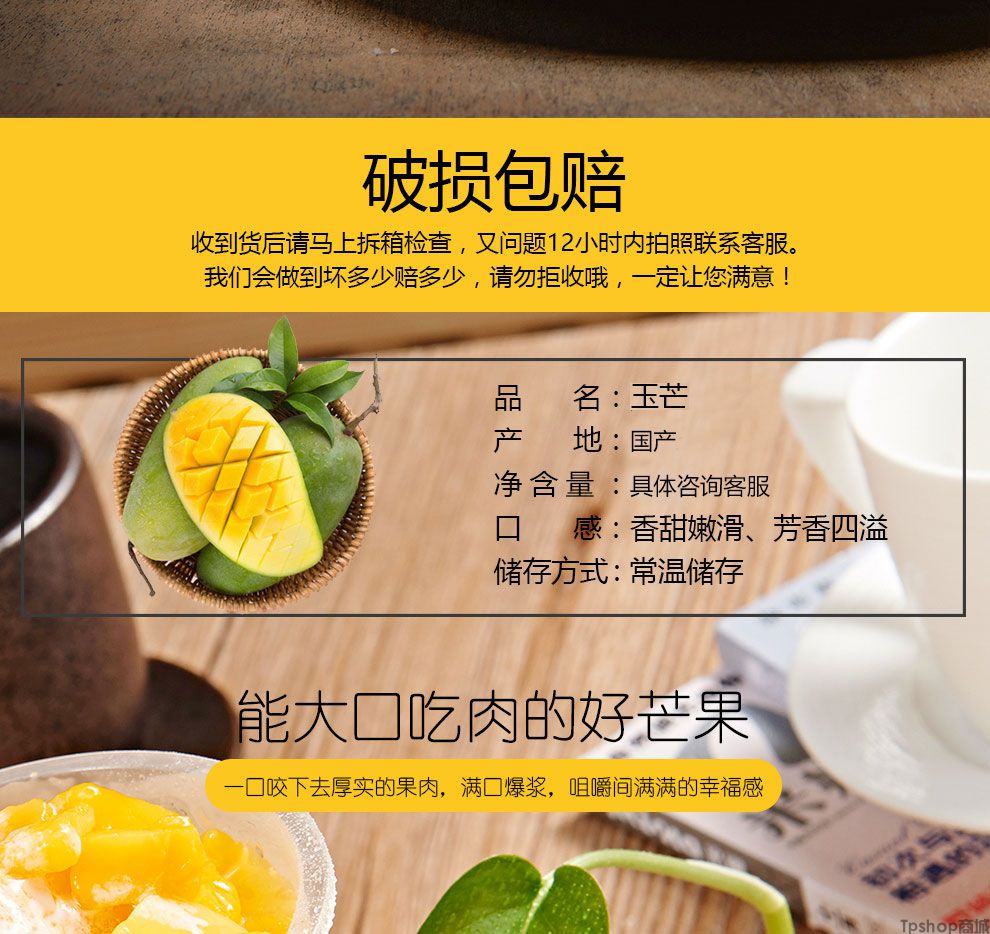 破损包赔
收到货后请马上拆箱检查，又问题12小时内拍照联系客服。
我们会做到坏多少赔多少，请勿拒收哦，一定让您满意！
品 名：玉芒
产 地：国产
净含量：具体咨询客服
口 感：香甜嫩滑、芳香四溢
储存方式：常温储存
能大口吃肉的好芒果
一口咬下去厚实的果肉，满口爆浆，咀嚼间满满的幸福感
Tpshop商城